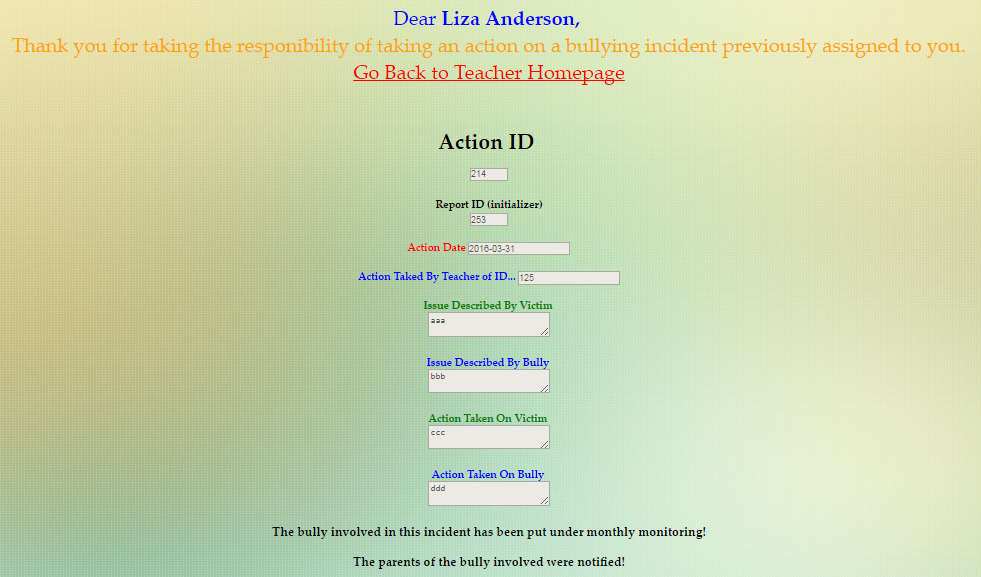 Dear Liza Anderson,
Thank you for taking the responibility of taking an action on a bullying incident previously assigned to you.
Go Back to Teacher Homepage
Action ID
214
Report ID (initializer)
253
Action Date 2016-03-31
Action Taked By Teacher of ID... 125
Issue Described By Victim
aaa
Issue Described By Bully
bbb
Action Taken On Victim
ccc
Action Taken On Bully
ddd
The bully involved in this incident has been put under monthly monitoring!
The parents of the bully involved were notified!